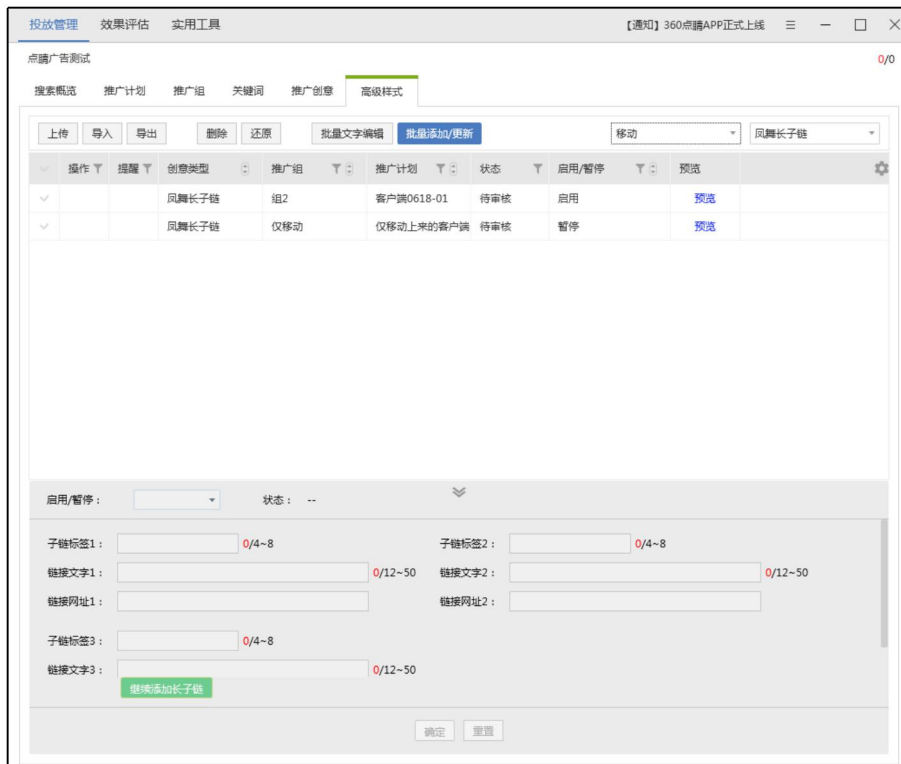 投放管理 效果评估 实用工具 【通知】360点睛APP正式上线
点睛广告测试 0/0
搜索概览 推广计划 推广组 关键词 推广创意 高级样式
上传 导入 导出 删除 还原 批量文字编辑 批量添加/更新 移动 凤舞长子链
操作 提醒 创意类型 推广组 推广计划 状态 启用/暂停 预览
凤舞长子链 组2 客户端0618-01 待审核 启用 预览
凤舞长子链 仅移动 仅移动上来的客户端 待审核 暂停 预览
启用/暂停： 状态： --
子链标签1： 0/4~8 子链标签2： 0/4~8
链接文字1： 0/12~50 链接文字2： 0/12~50
链接网址1： 链接网址2：
子链标签3： 0/4~8
链接文字3： 0/12~50
继续添加长子链
确定 重置